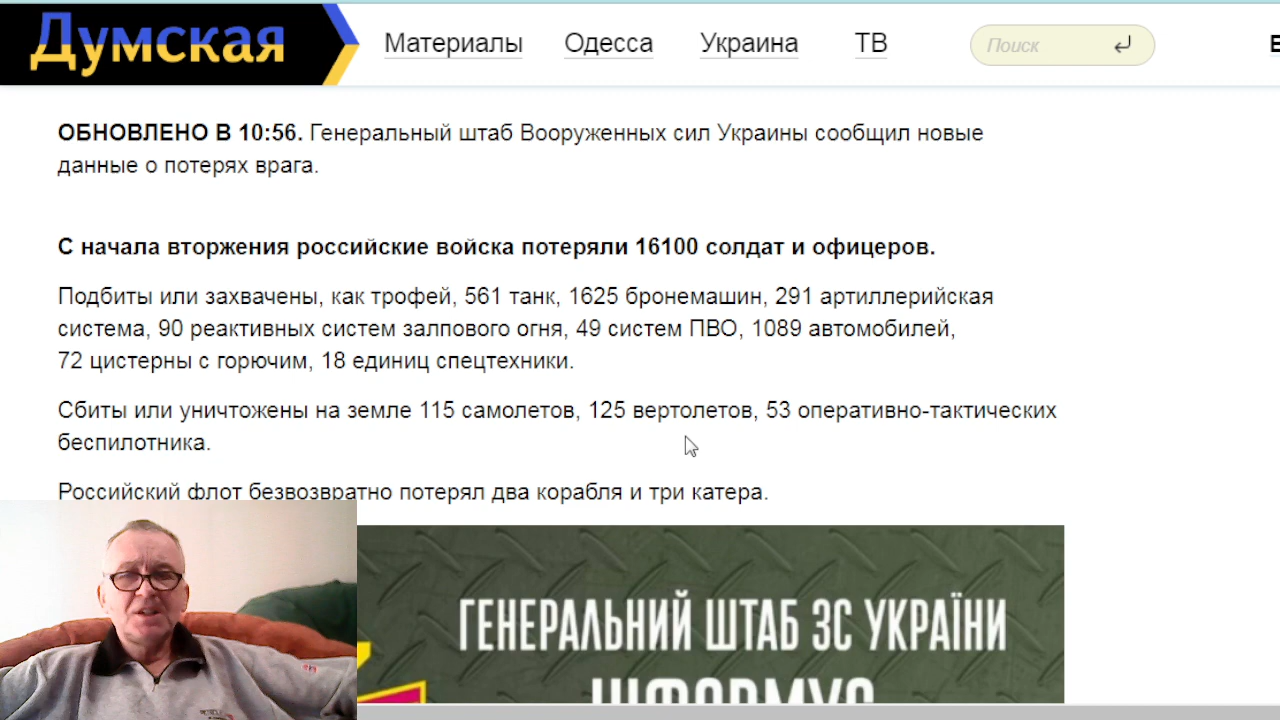 Думская
Материалы Одесса Украина ТВ Поиск
ОБНОВЛЕНО В 10:56. Генеральный штаб Вооруженных сил Украины сообщил новые
данные о потерях врага.
С начала вторжения российские войска потеряли 16100 солдат и офицеров.
Подбиты или захвачены, как трофей, 561 танк, 1625 бронемашин, 291 артиллерийская
система, 90 реактивных систем залпового огня, 49 систем ПВО, 1089 автомобилей,
72 цистерны с горючим, 18 единиц спецтехники.
Сбиты или уничтожены на земле 115 самолетов, 125 вертолетов, 53 оперативно-тактических
беспилотника.
Российский флот безвозвратно потерял два корабля и три катера.
ГЕНЕРАЛЬНИЙ ШТАБ ЗС УКРАЇНИ
ІНФОРМУЄ